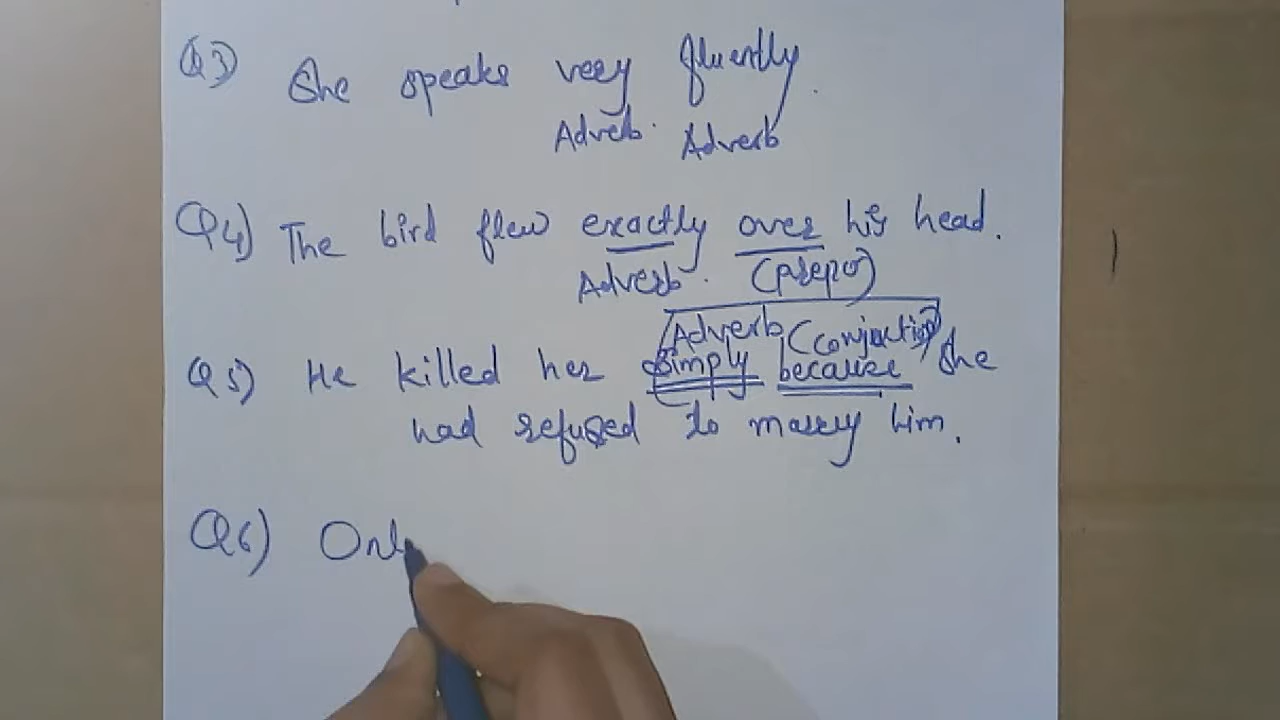 Q3) She speaks very fluently.
Adverb. Adverb
Q4) The bird flew exactly over his head.
Adverb. (prepo)
Adverb (conjuction)
Q5) He killed her simply because she
had refused to marry him.
Q6) Onl